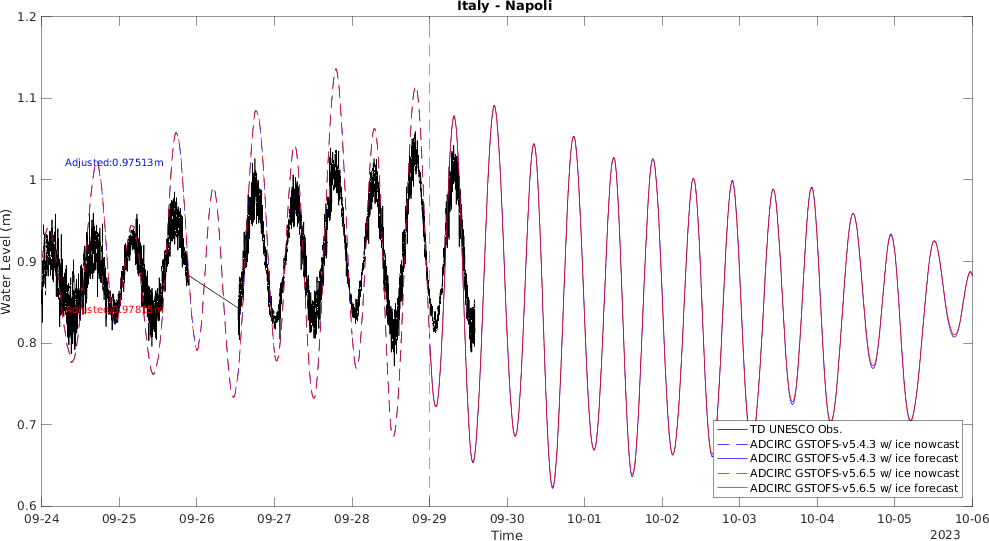 Italy - Napoli
1.2
1.1
1
0.9
0.8
0.7
0.6
Water Level (m)
Adjusted:0.97513m
TD UNESCO Obs.
ADCIRC GSTOFS-v5.4.3 w/ ice nowcast
ADCIRC GSTOFS-v5.4.3 w/ ice forecast
ADCIRC GSTOFS-v5.6.5 w/ ice nowcast
ADCIRC GSTOFS-v5.6.5 w/ ice forecast
09-24 09-25 09-26 09-27 09-28 09-29 09-30 10-01 10-02 10-03 10-04 10-05 10-06
Time
2023